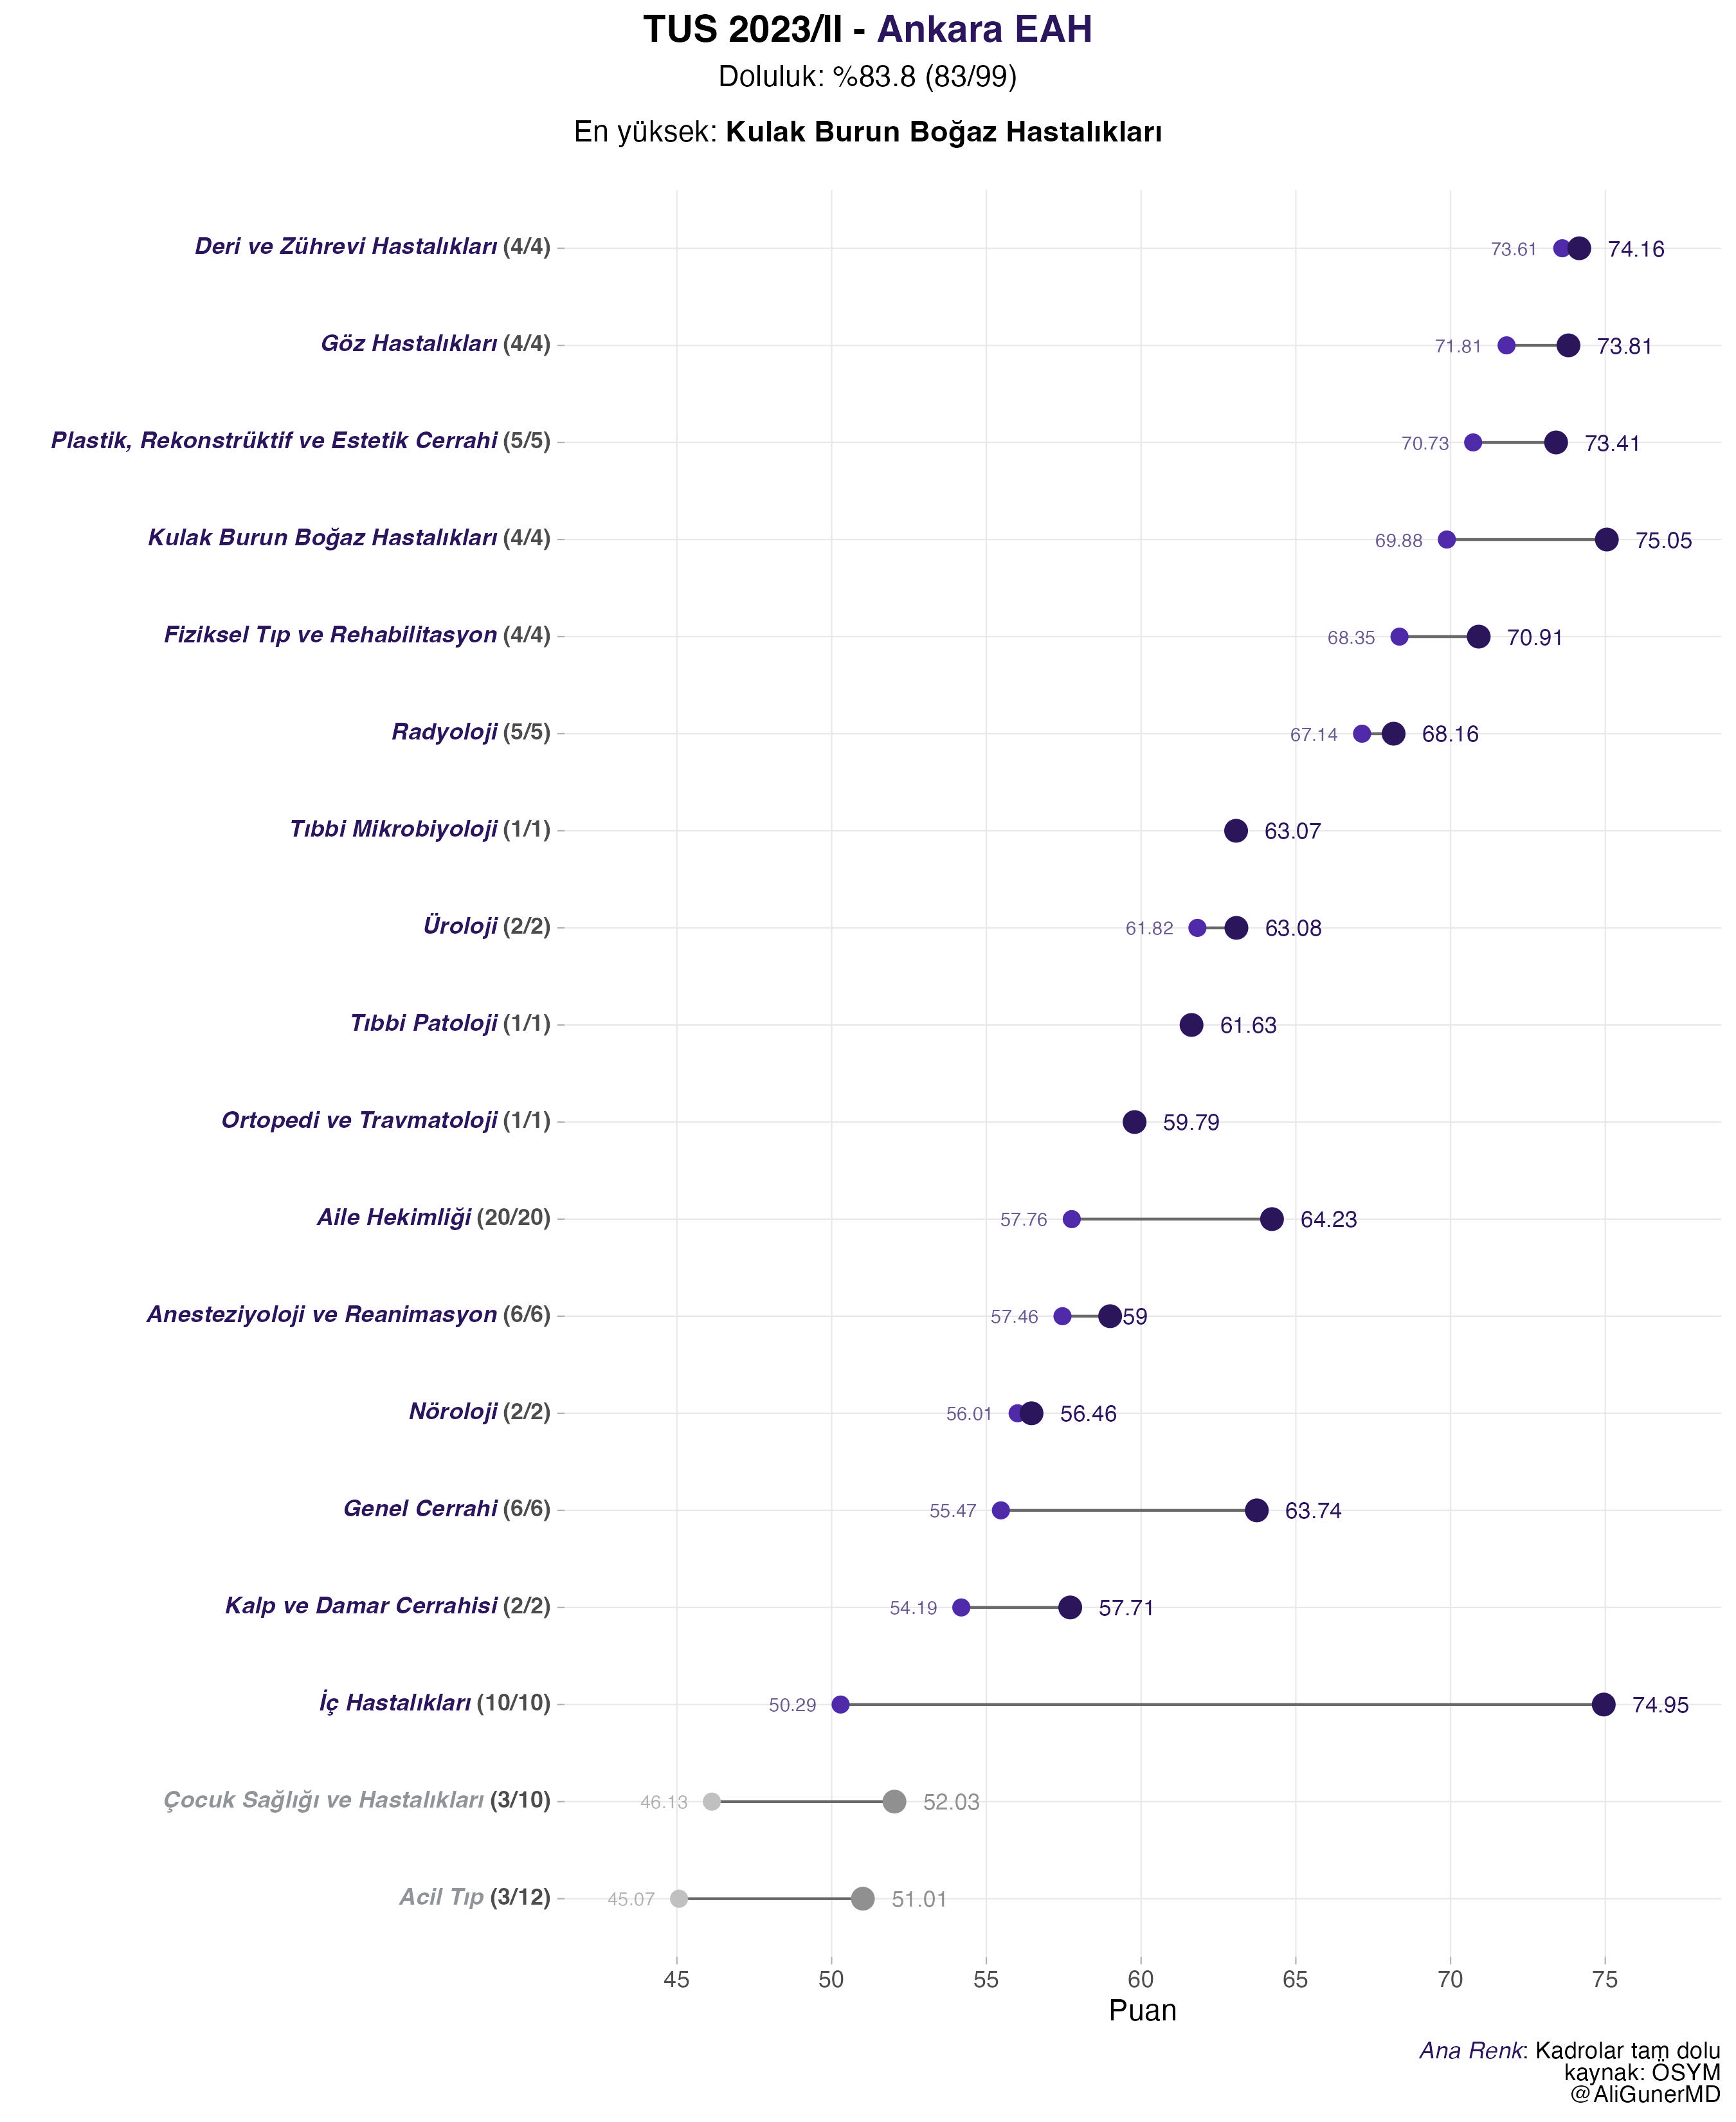 TUS 2023/II - Ankara EAH
Doluluk: %83.8 (83/99)
En yüksek: Kulak Burun Boğaz Hastalıkları
Deri ve Zührevi Hastalıkları (4/4) 73.61 74.16
Göz Hastalıkları (4/4) 71.81 73.81
Plastik, Rekonstrüktif ve Estetik Cerrahi (5/5) 70.73 73.41
Kulak Burun Boğaz Hastalıkları (4/4) 69.88 75.05
Fiziksel Tıp ve Rehabilitasyon (4/4) 68.35 70.91
Radyoloji (5/5) 67.14 68.16
Tıbbi Mikrobiyoloji (1/1) 63.07
Üroloji (2/2) 61.82 63.08
Tıbbi Patoloji (1/1) 61.63
Ortopedi ve Travmatoloji (1/1) 59.79
Aile Hekimliği (20/20) 57.76 64.23
Anesteziyoloji ve Reanimasyon (6/6) 57.46 59
Nöroloji (2/2) 56.01 56.46
Genel Cerrahi (6/6) 55.47 63.74
Kalp ve Damar Cerrahisi (2/2) 54.19 57.71
İç Hastalıkları (10/10) 50.29 74.95
Çocuk Sağlığı ve Hastalıkları (3/10) 46.13 52.03
Acil Tıp (3/12) 45.07 51.01
45 50 55 60 65 70 75
Puan
Ana Renk: Kadrolar tam dolu
kaynak: ÖSYM
@AliGunerMD